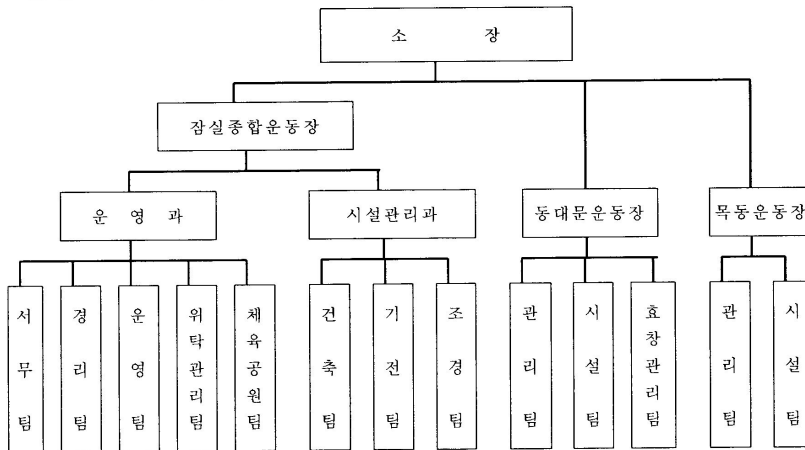 소 장
잠실종합운동장
운 영 과
시설관리과
동대문운동장
목동운동장
서무팀
경리팀
운영팀
위탁관리팀
체육공원팀
건축팀
기전팀
조경팀
관리팀
시설팀
효창관리팀
관리팀
시설팀